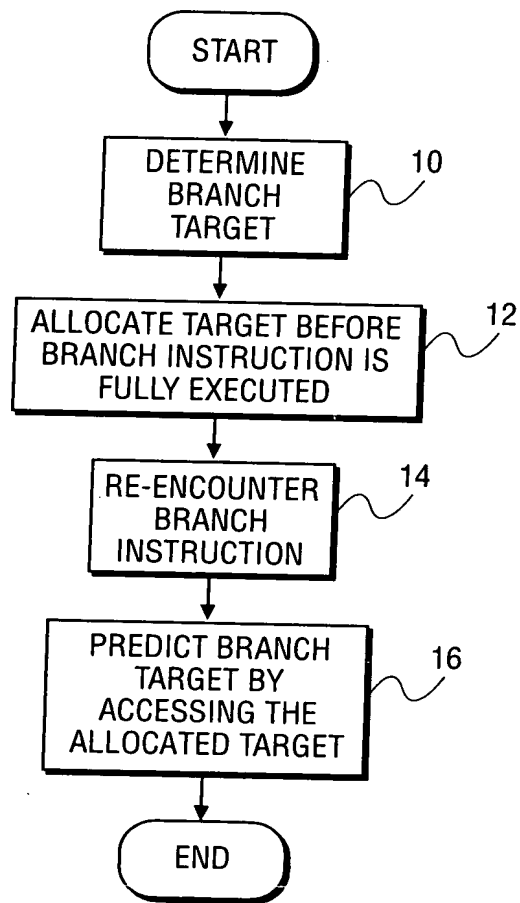 START
DETERMINE
BRANCH
TARGET
10
ALLOCATE TARGET BEFORE
BRANCH INSTRUCTION IS
FULLY EXECUTED
12
RE-ENCOUNTER
BRANCH
INSTRUCTION
14
PREDICT BRANCH
TARGET BY
ACCESSING THE
ALLOCATED TARGET
16
END